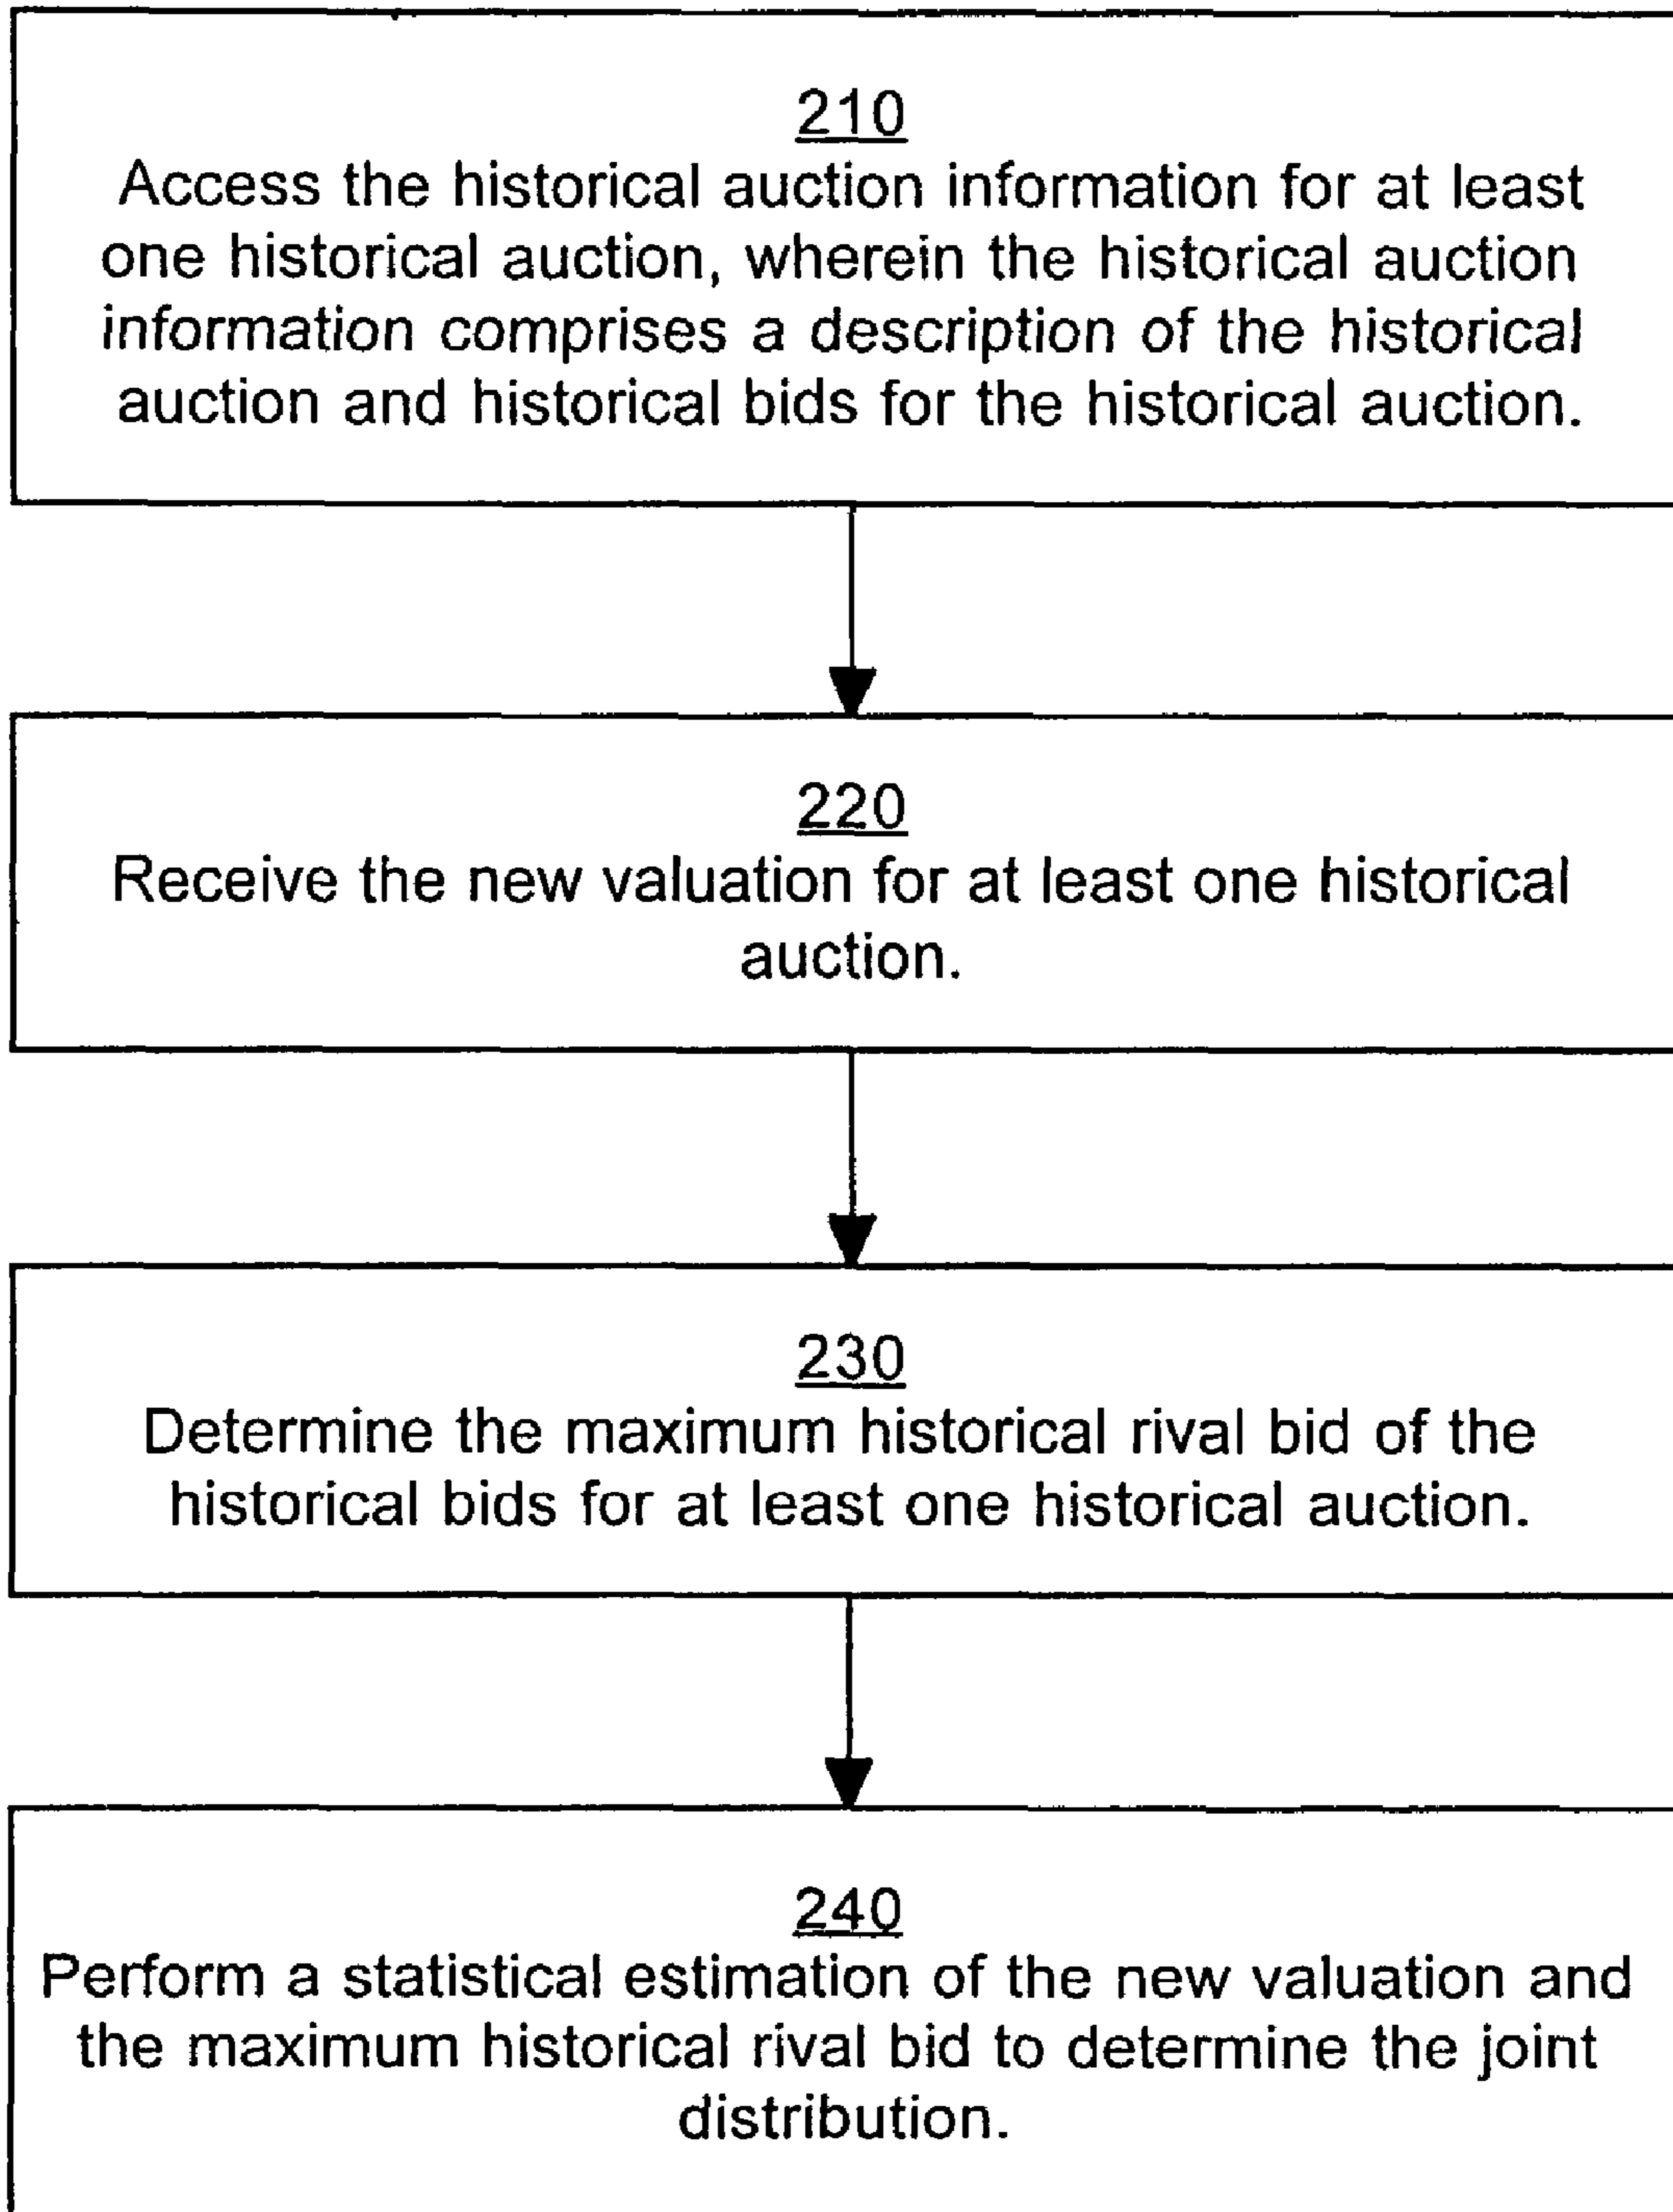 210
Access the historical auction information for at least
one historical auction, wherein the historical auction
information comprises a description of the historical
auction and historical bids for the historical auction.
220
Receive the new valuation for at least one historical
auction.
230
Determine the maximum historical rival bid of the
historical bids for at least one historical auction.
240
Perform a statistical estimation of the new valuation and
the maximum historical rival bid to determine the joint
distribution.